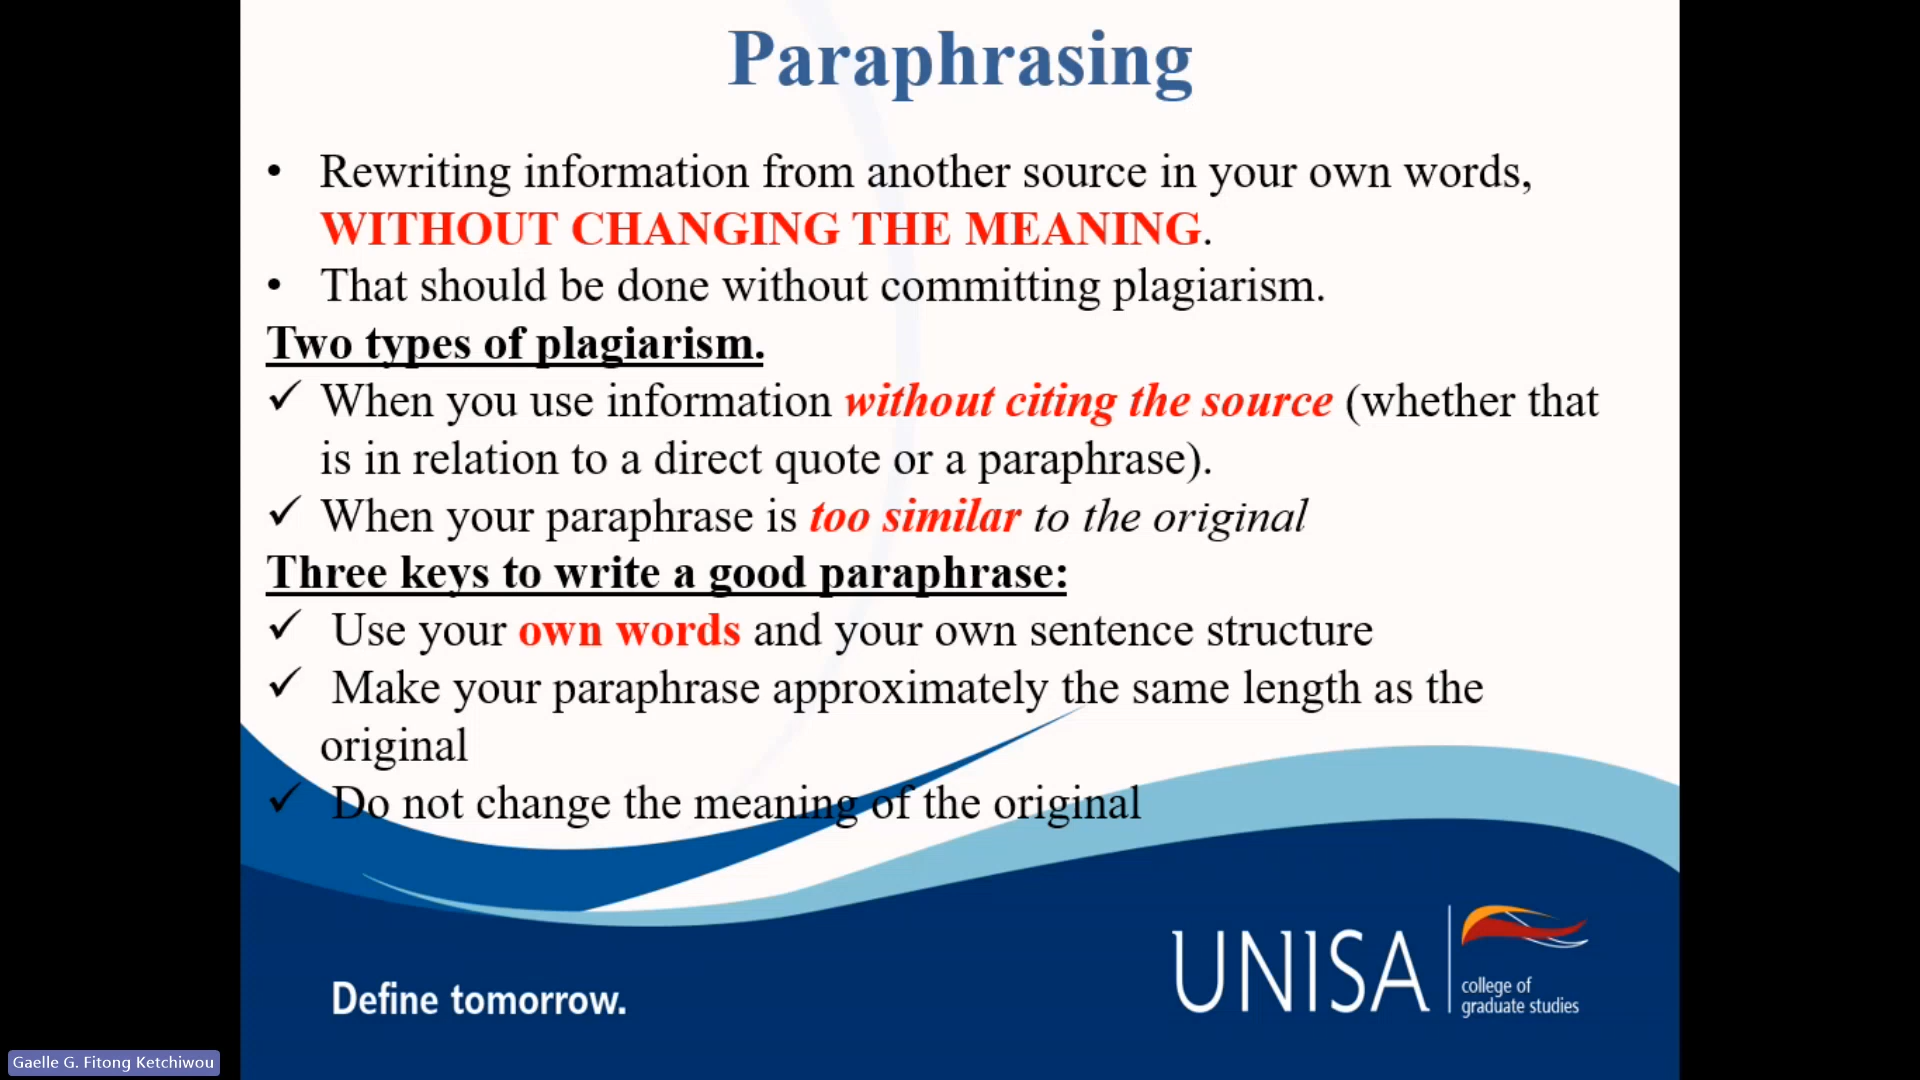 Paraphrasing
• Rewriting information from another source in your own words,
WITHOUT CHANGING THE MEANING.
• That should be done without committing plagiarism.
Two types of plagiarism.
✓ When you use information without citing the source (whether that
is in relation to a direct quote or a paraphrase).
✓ When your paraphrase is too similar to the original
Three keys to write a good paraphrase:
✓ Use your own words and your own sentence structure
✓ Make your paraphrase approximately the same length as the
original
✓ Do not change the meaning of the original
Define tomorrow.
UNISA
college of
graduate studies
Gaelle G. Fitong Ketchiwou